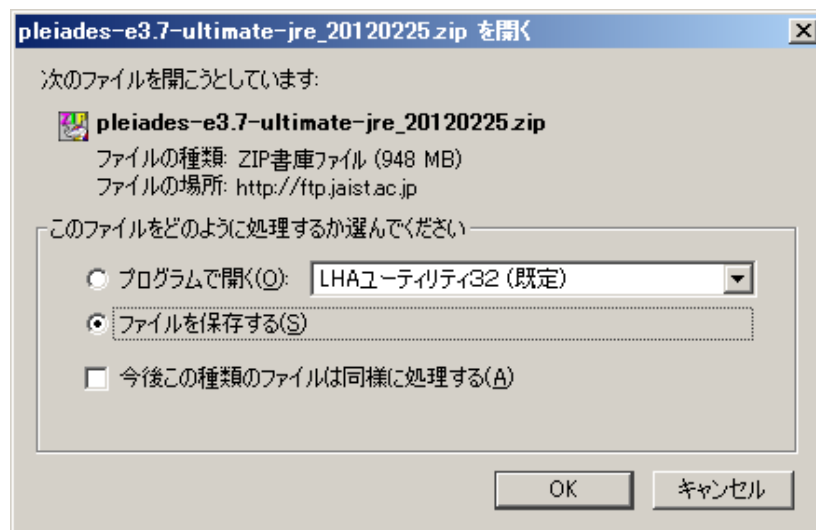 pleiades-e3.7-ultimate-jre_20120225.zip を開く
次のファイルを開こうとしています:
pleiades-e3.7-ultimate-jre_20120225.zip
ファイルの種類: ZIP書庫ファイル (948 MB)
ファイルの場所: http://ftp.jaist.ac.jp
このファイルをどのように処理するか選んでください
プログラムで開く(O): LHAユーティリティ32 (既定)
ファイルを保存する(S)
今後この種類のファイルは同様に処理する(A)
OK キャンセル